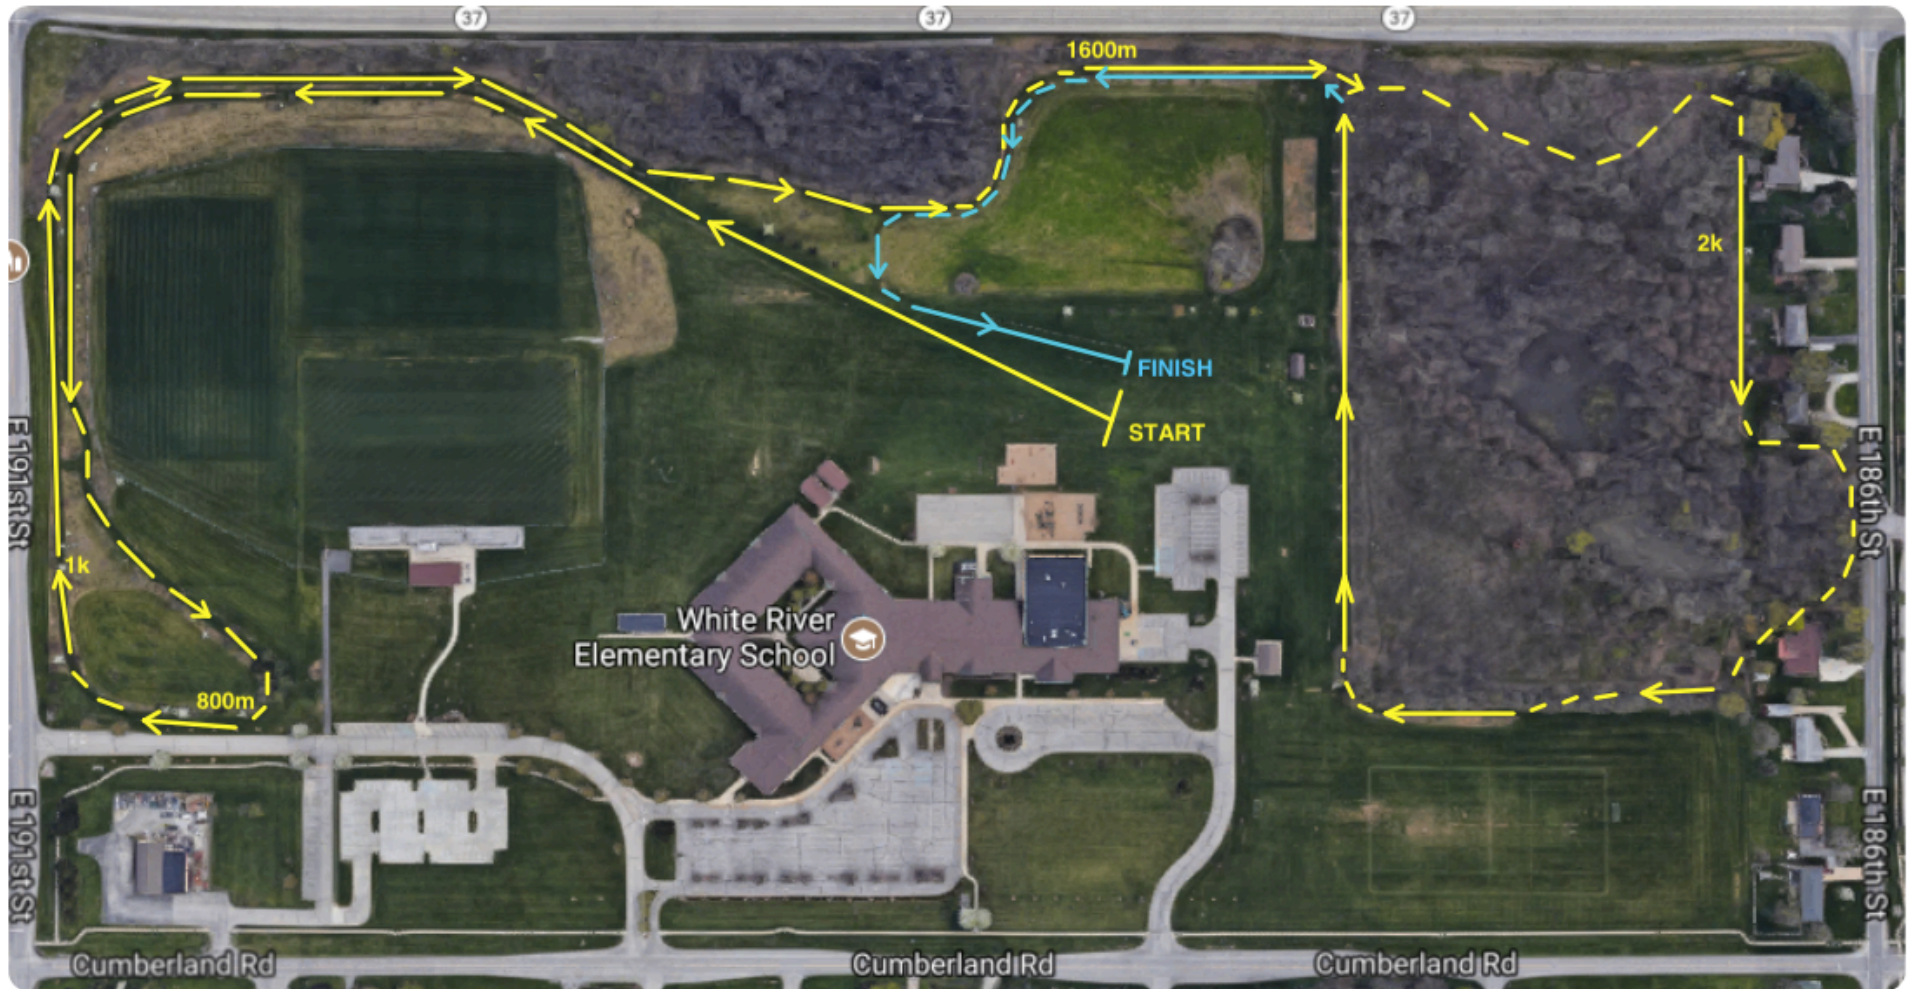 37
37
37
1600m
2k
FINISH
START
E 191st St
E 186th St
1k
White River
Elementary School
800m
E 191st St
E 186th St
Cumberland Rd
Cumberland Rd
Cumberland Rd